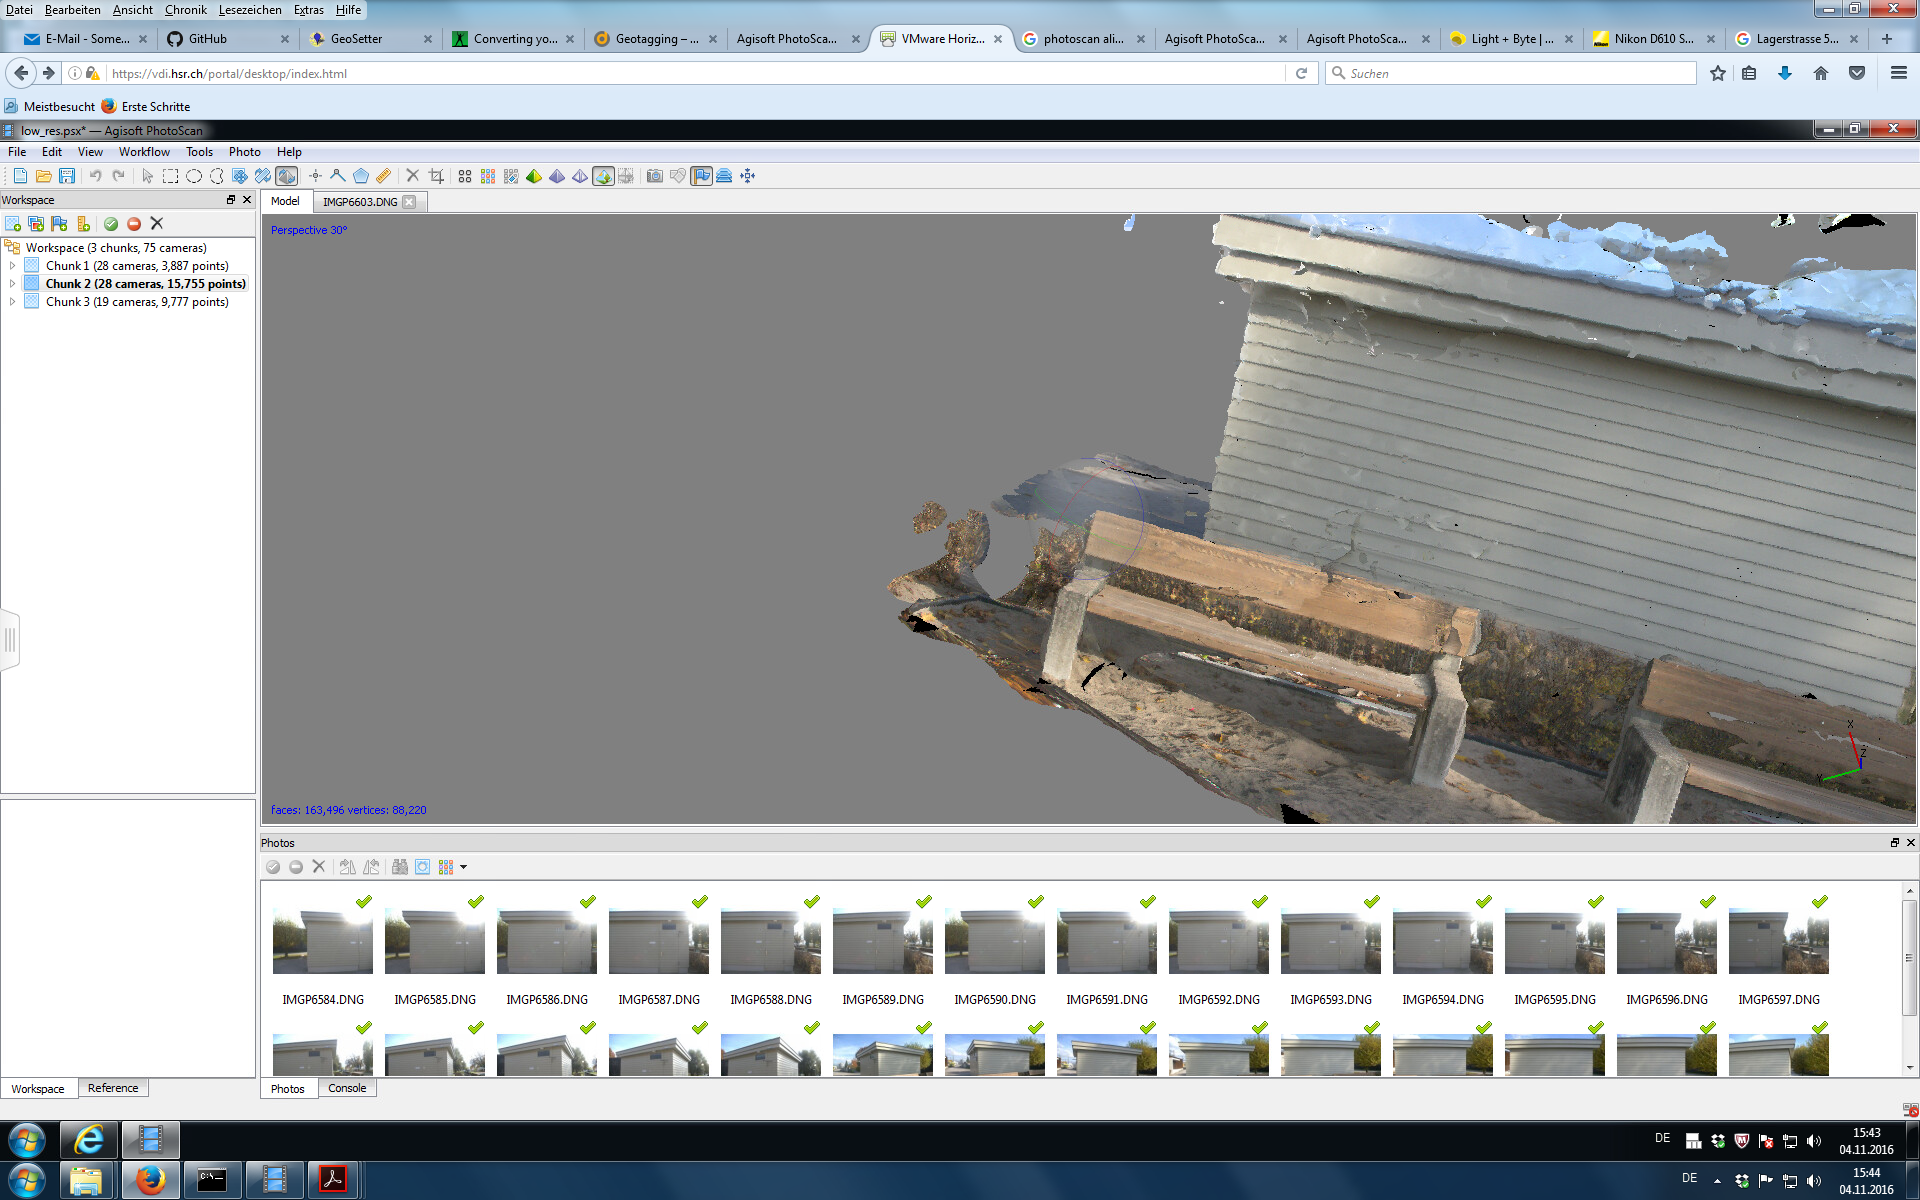 Datei Bearbeiten Ansicht Chronik Lesezeichen Extras Hilfe
E-Mail - Some... GitHub GeoSetter Converting yo... Geotagging – ... Agisoft PhotoSca... VMware Horiz... photoscan ali... Agisoft PhotoSca... Agisoft PhotoSca... Light + Byte | ... Nikon D610 S... Lagerstrasse 5...
https://vdi.hsr.ch/portal/desktop/index.html
Suchen
Meistbesucht Erste Schritte
low_res.psx* — Agisoft PhotoScan
File Edit View Workflow Tools Photo Help
Workspace
Model IMGP6603.DNG
Perspective 30°
Workspace (3 chunks, 75 cameras)
Chunk 1 (28 cameras, 3,887 points)
Chunk 2 (28 cameras, 15,755 points)
Chunk 3 (19 cameras, 9,777 points)
X
Y
Z
faces: 163,496 vertices: 88,220
Photos
IMGP6584.DNG IMGP6585.DNG IMGP6586.DNG IMGP6587.DNG IMGP6588.DNG IMGP6589.DNG IMGP6590.DNG IMGP6591.DNG IMGP6592.DNG IMGP6593.DNG IMGP6594.DNG IMGP6595.DNG IMGP6596.DNG IMGP6597.DNG
Workspace Reference
Photos Console
DE 15:43
04.11.2016
C:\
DE 15:44
04.11.2016